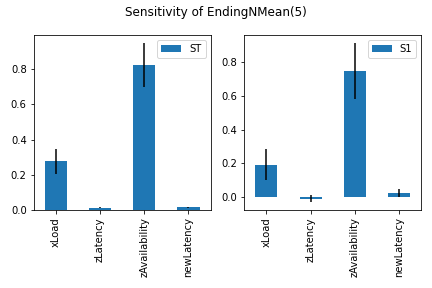 Sensitivity of EndingNMean(5)
ST
0.8
0.6
0.4
0.2
0.0
xLoad
zLatency
zAvailability
newLatency
S1
0.8
0.6
0.4
0.2
0.0
xLoad
zLatency
zAvailability
newLatency